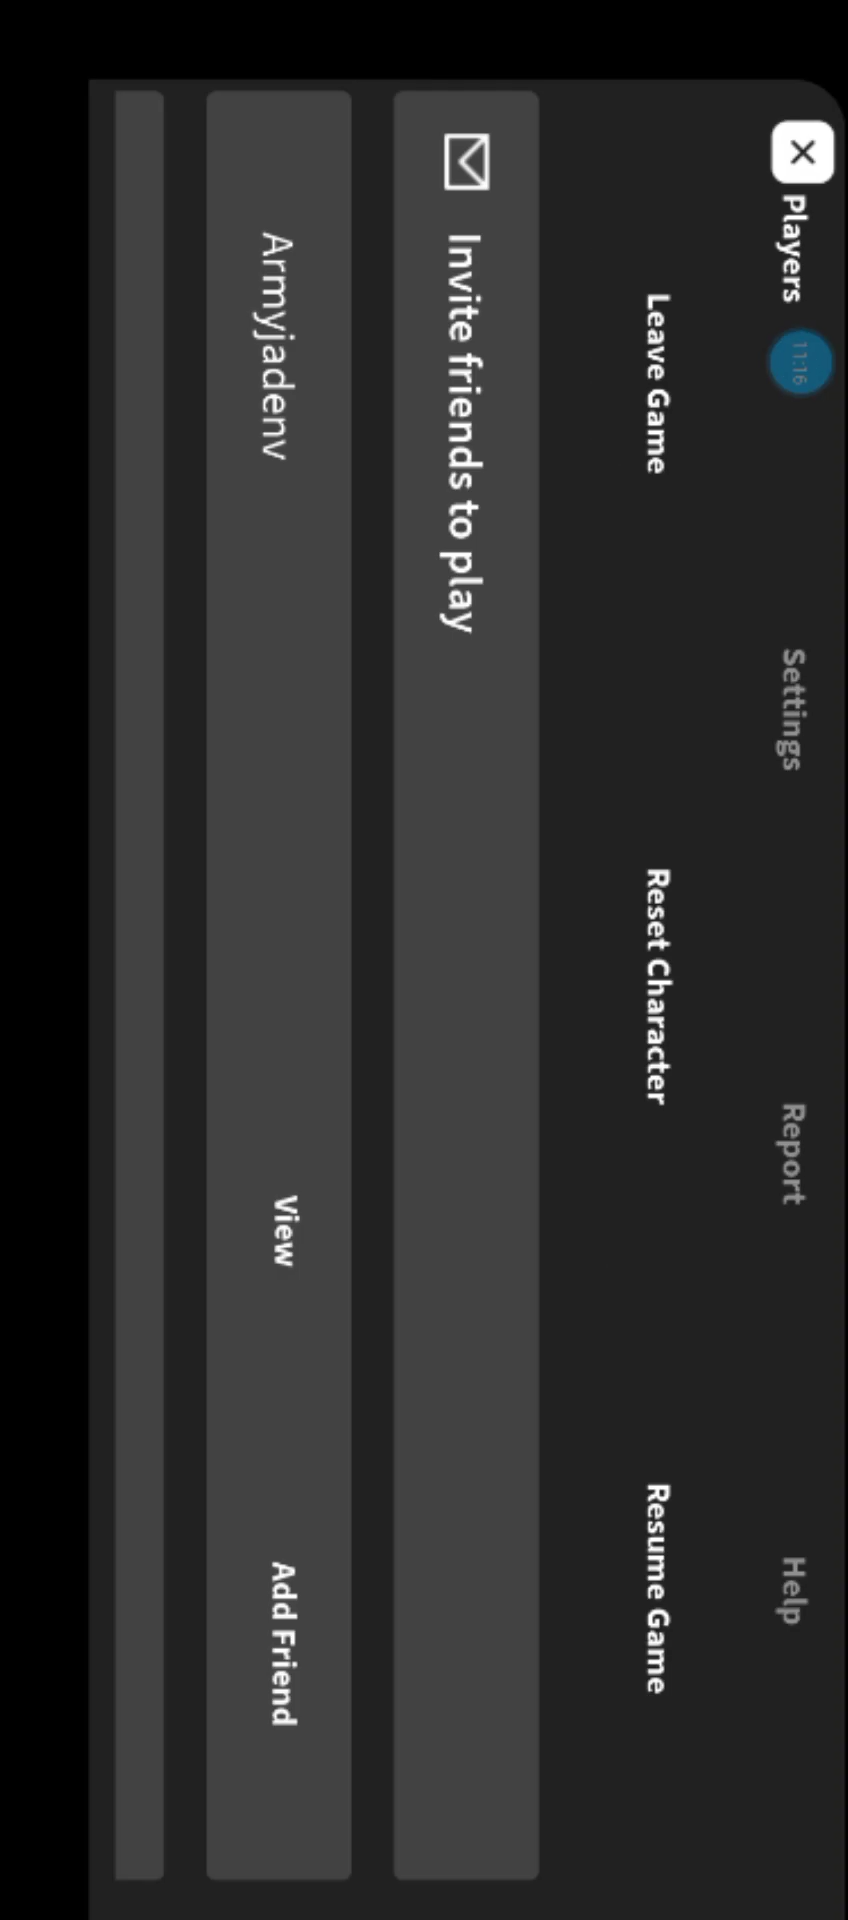 Players Settings Report Help
11:16
Leave Game Reset Character Resume Game
Invite friends to play
Armyjadenv View Add Friend